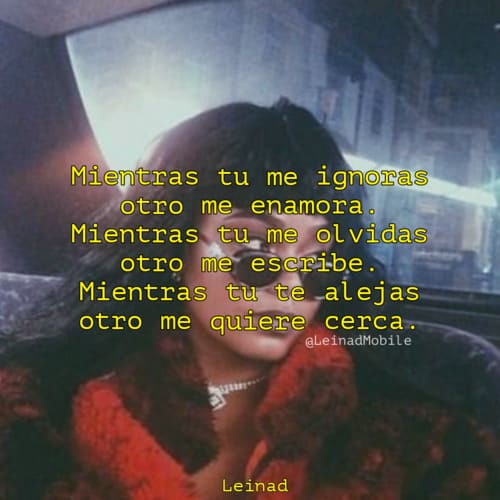 Mientras tu me ignoras
otro me enamora.
Mientras tu me olvidas
otro me escribe.
Mientras tu te alejas
otro me quiere cerca.
@LeinadMobile
Leinad